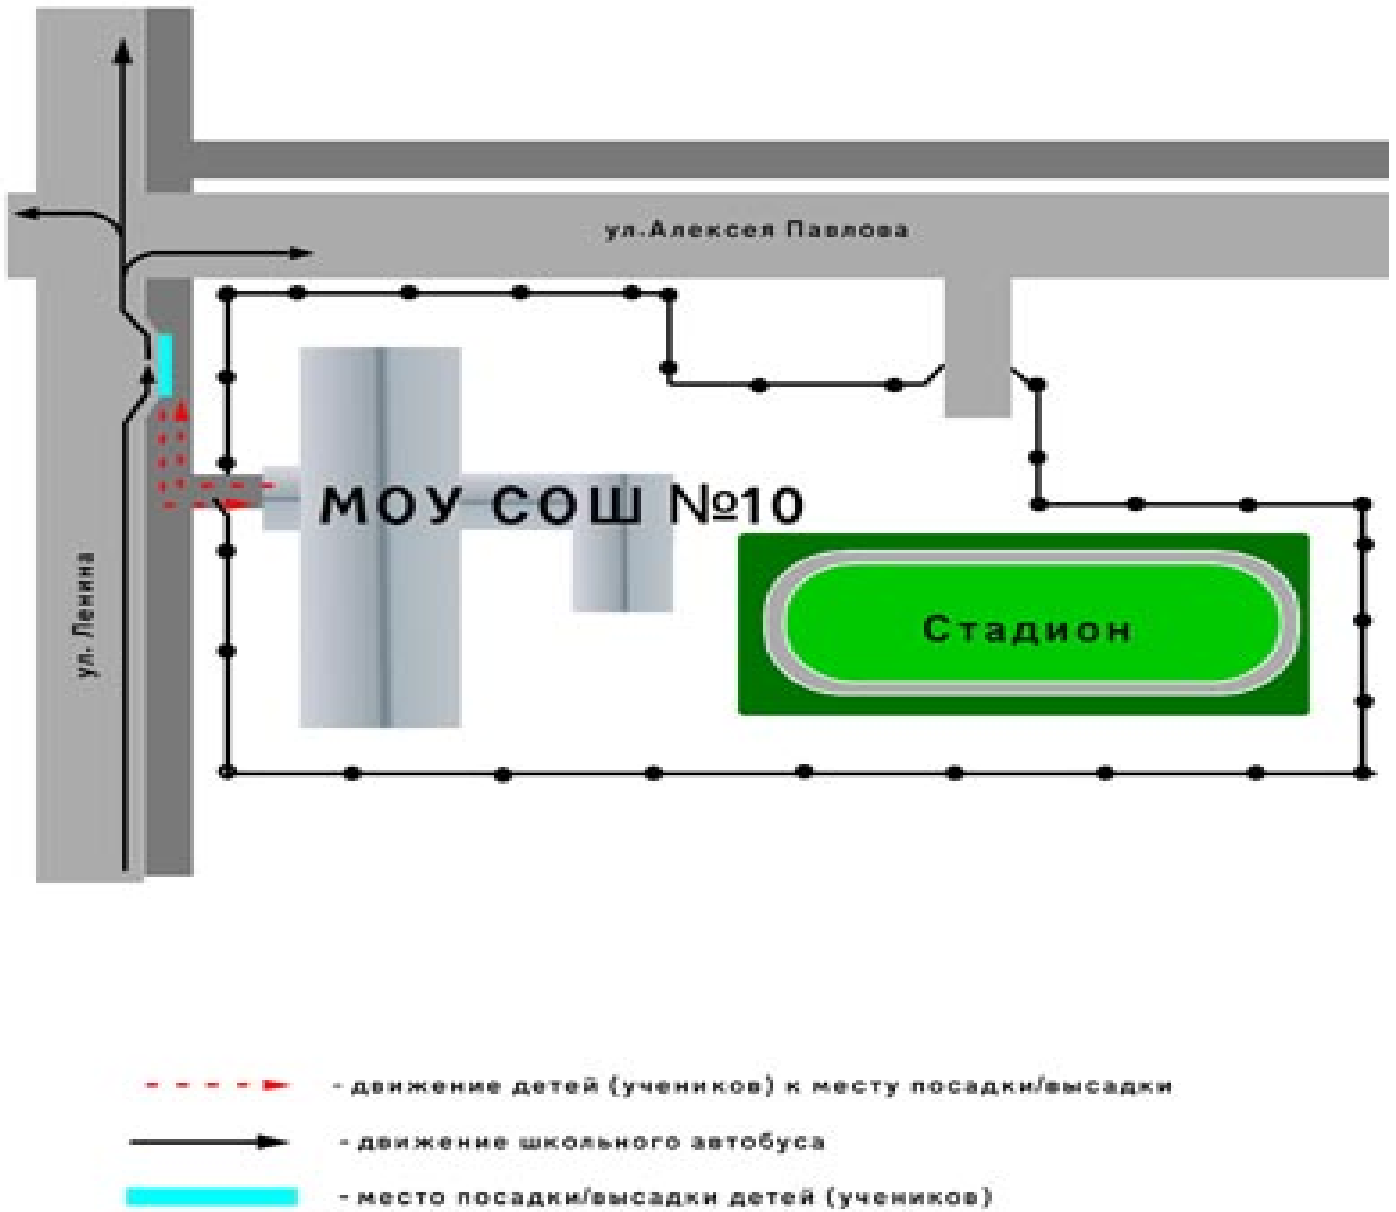 ул.Алексея Павлова
МОУ СОШ №10
ул. Ленина
Стадион
- движение детей (учеников) к месту посадки/высадки
- движение школьного автобуса
- место посадки/высадки детей (учеников)